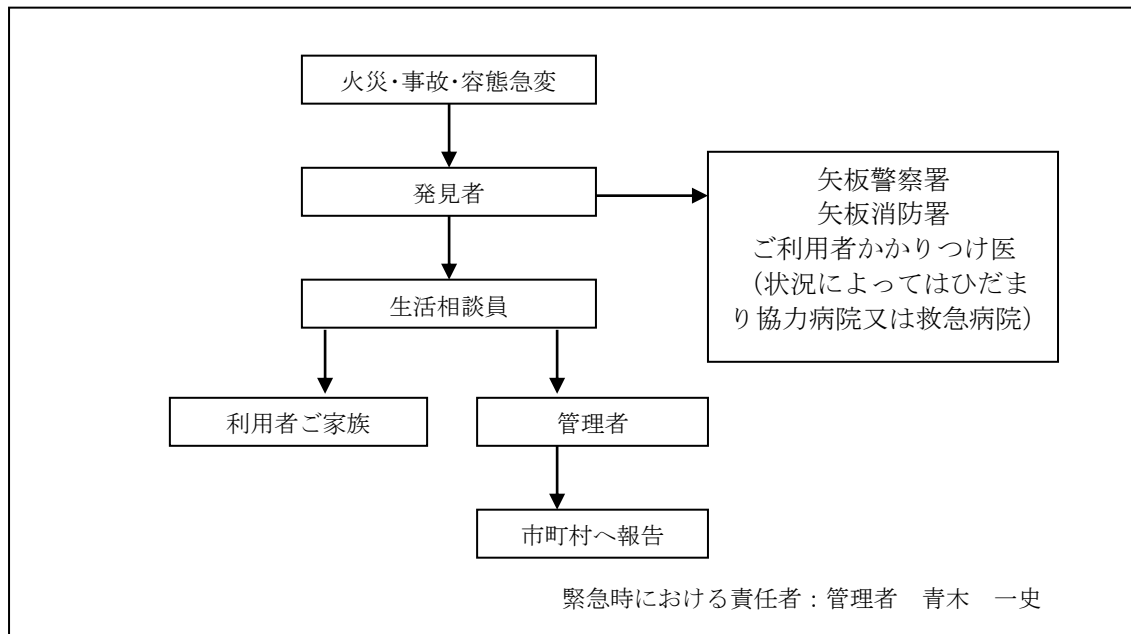 火災･事故･容態急変
発見者
矢板警察署
矢板消防署
ご利用者かかりつけ医
（状況によってはひだま
り協力病院又は救急病院）
生活相談員
利用者ご家族
管理者
市町村へ報告
緊急時における責任者：管理者　青木　一史